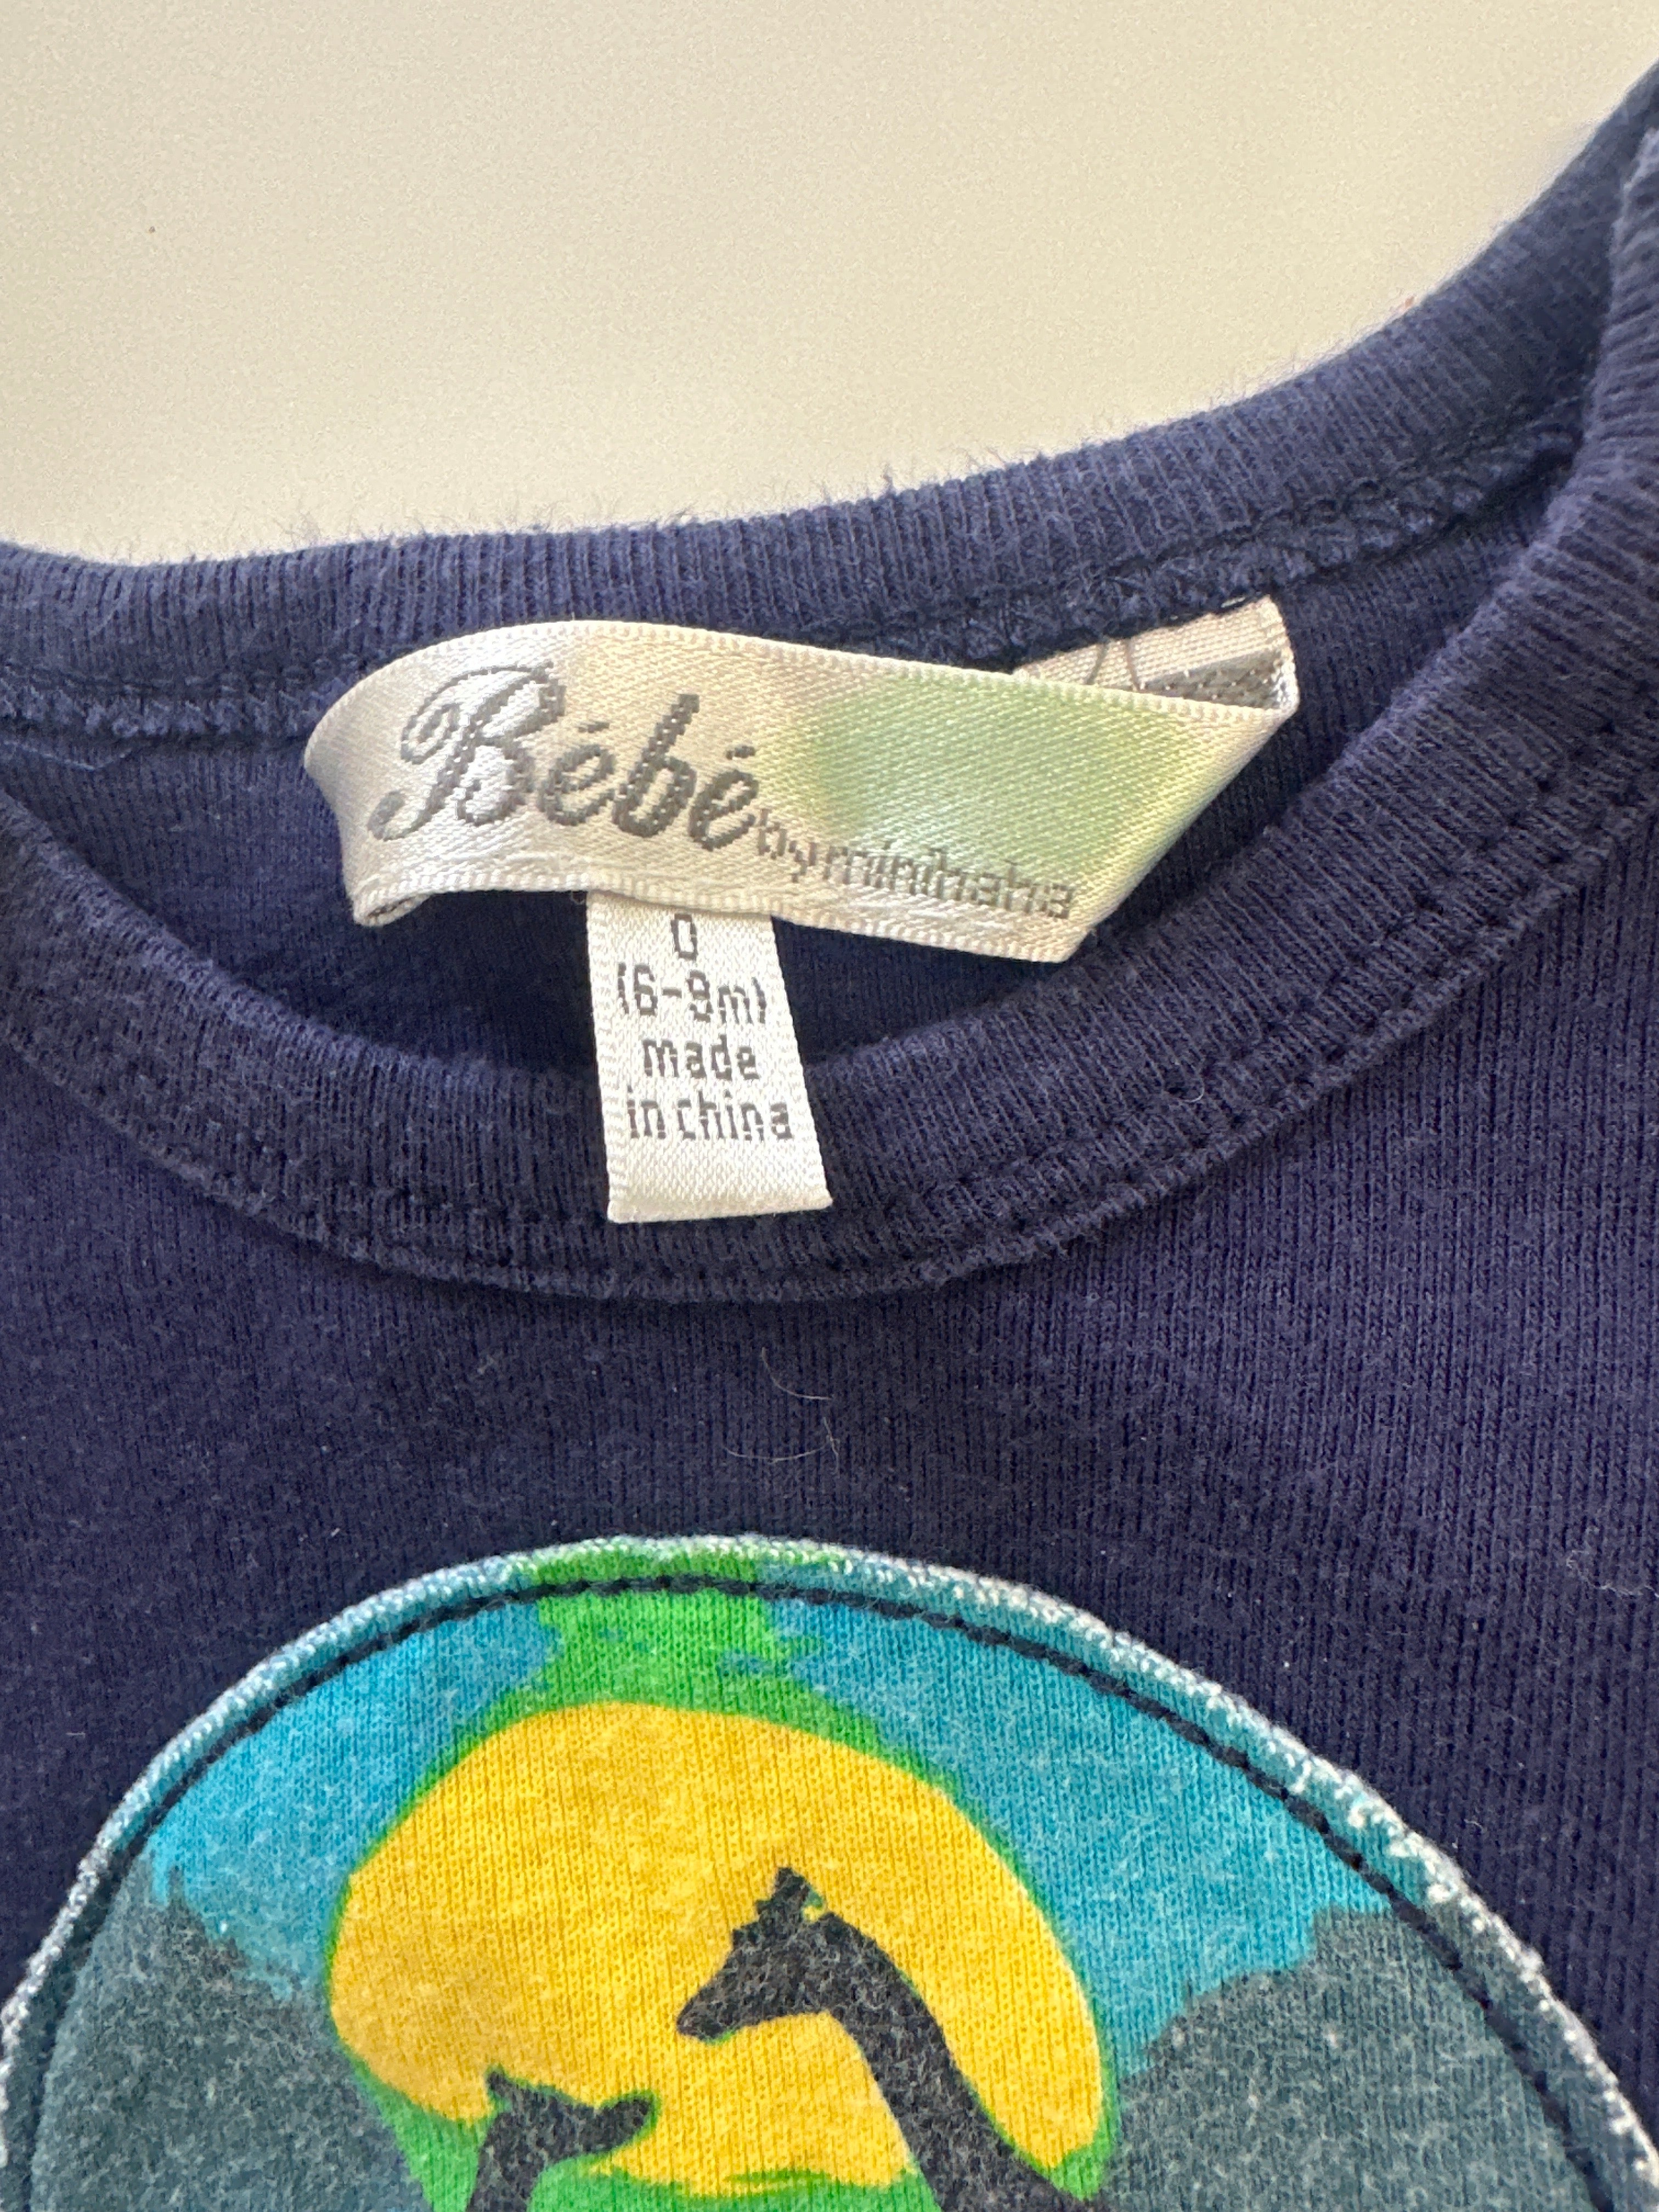 Bébé by minihaha
0
(6-9m)
made
in china